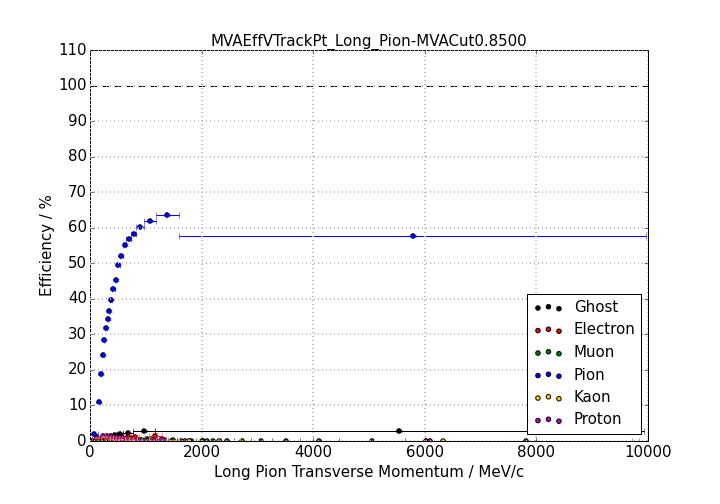 MVAEffVTrackPt_Long_Pion-MVACut0.8500
110
100
90
80
70
60
50
40
30
20
10
0
Efficiency / %
Ghost
Electron
Muon
Pion
Kaon
Proton
0 2000 4000 6000 8000 10000
Long Pion Transverse Momentum / MeV/c